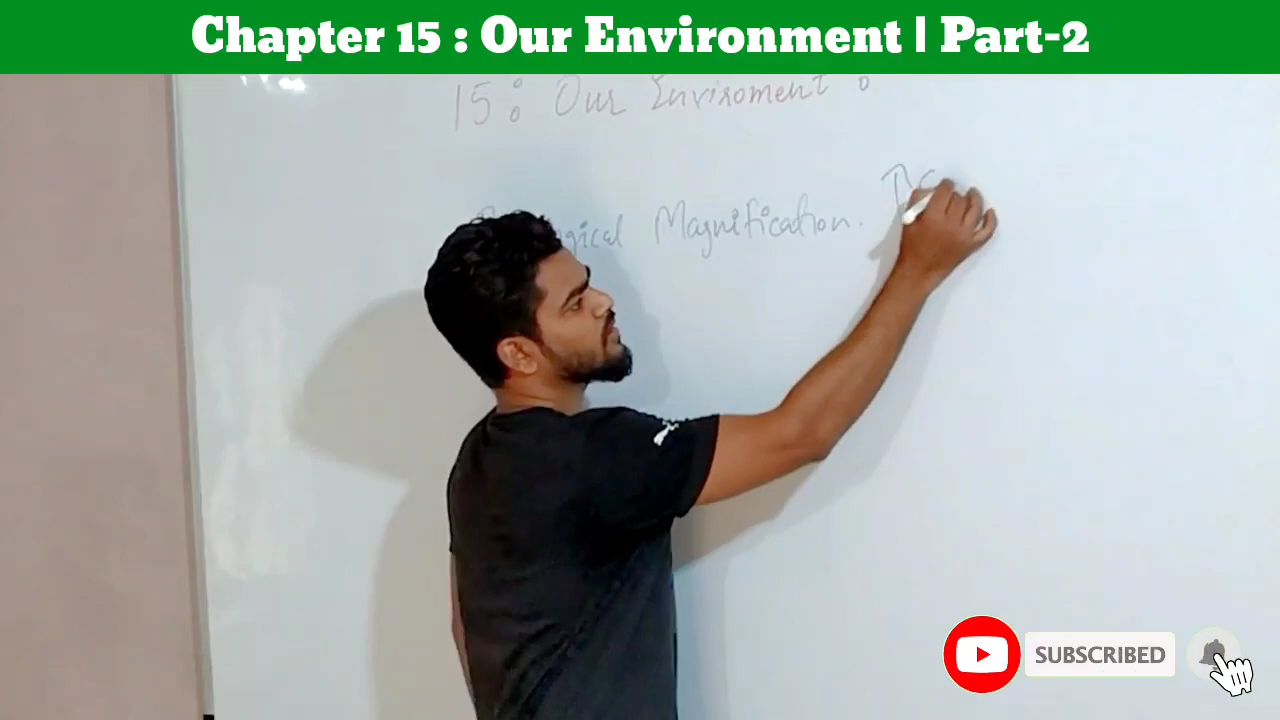 Chapter 15 : Our Environment | Part-2
15 : Our Enviroment :
Magnification.
SUBSCRIBED